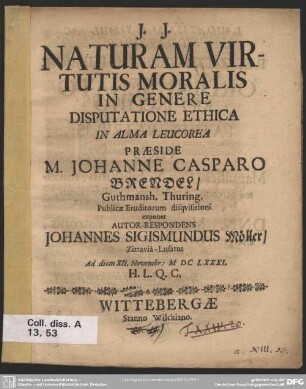 J. J.
NATURAM VIR-
TUTIS MORALIS
IN GENERE
DISPUTATIONE ETHICA
IN ALMA LEUCOREA
PRÆSIDE
M. JOHANNE CASPARO
BRENDEL/
Guthmansh. Thuring.
Publicæ Eruditorum disqvisitioni
exponet
AUTOR-RESPONDENS
JOHANNES SIGISMUNDUS Möller/
Zittaviâ-Lusatus
Ad diem XII. Novembr: M DC LXXXI.
H. L. Q. C.
WITTEBERGÆ
Stanno Wilckiano.
Coll. diss. A
13, 53